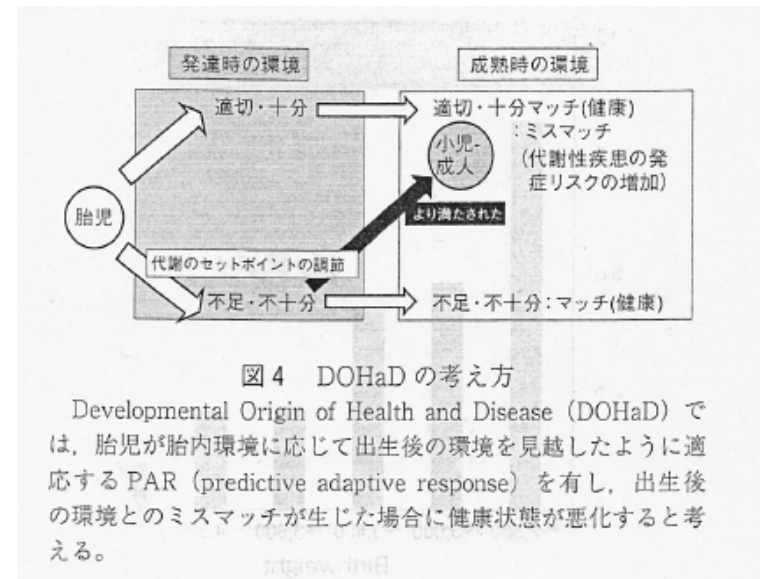 発達時の環境
成熟時の環境
適切・十分
適切・十分マッチ(健康)
:ミスマッチ
(代謝性疾患の発
症リスクの増加)
小児-
成人
胎児
より満たされた
代謝のセットポイントの調節
不足・不十分
不足・不十分:マッチ(健康)
図4 DOHaD の考え方
Developmental Origin of Health and Disease(DOHaD)で
は,胎児が胎内環境に応じて出生後の環境を見越したように適
応する PAR(predictive adaptive response)を有し,出生後
の環境とのミスマッチが生じた場合に健康状態が悪化すると考
える。